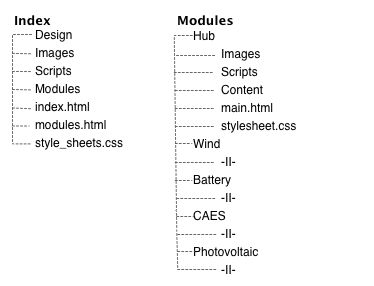 Index
Design
Images
Scripts
Modules
index.html
modules.html
style_sheets.css
Modules
Hub
Images
Scripts
Content
main.html
stylesheet.css
Wind
-II-
Battery
-II-
CAES
-II-
Photovoltaic
-II-